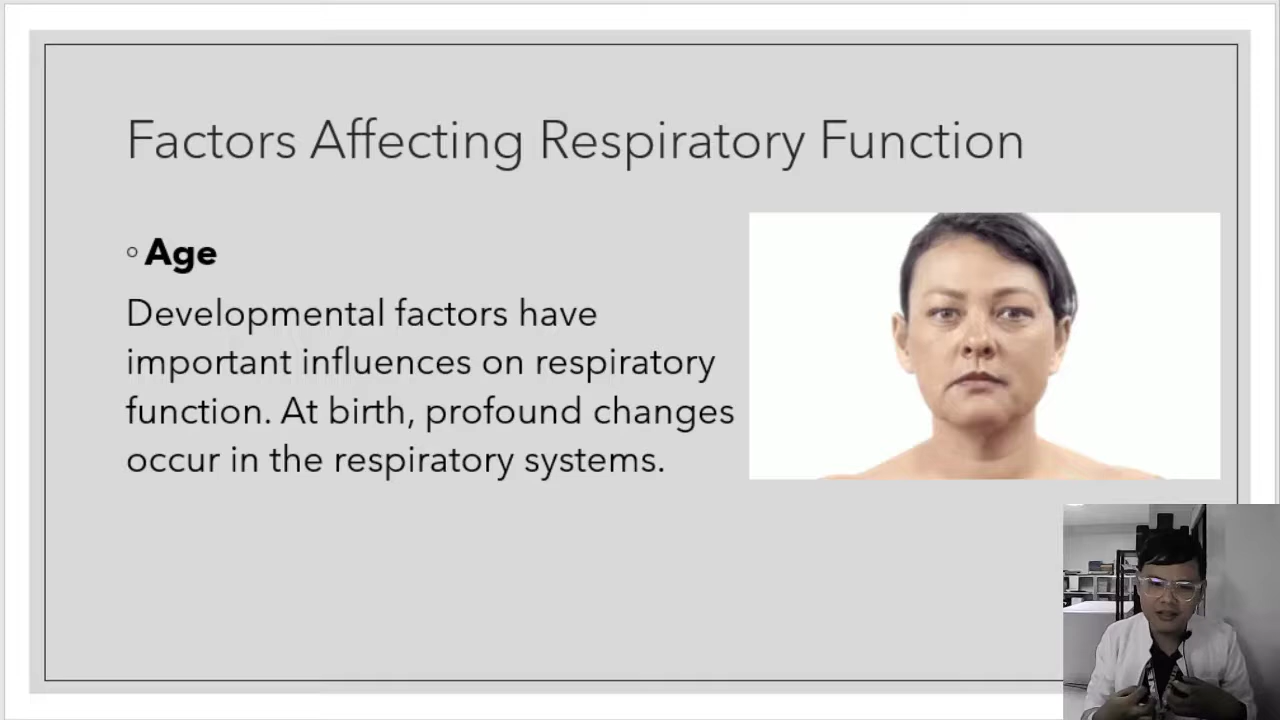 Factors Affecting Respiratory Function
◦ Age
Developmental factors have
important influences on respiratory
function. At birth, profound changes
occur in the respiratory systems.